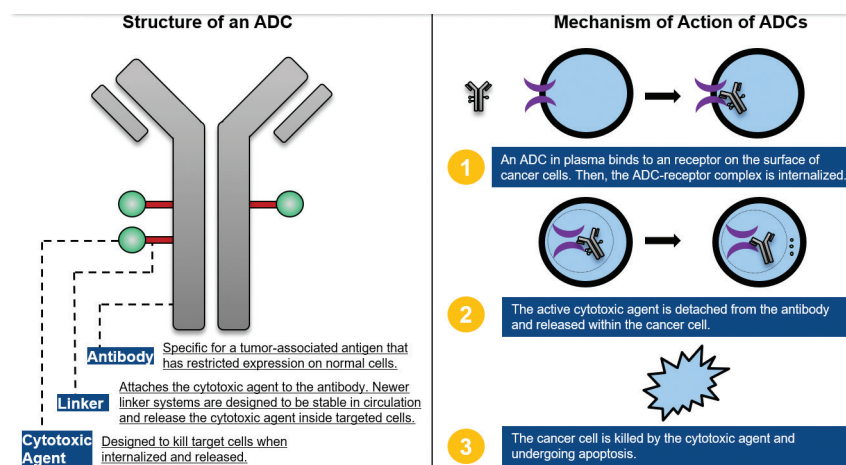 Structure of an ADC
Antibody
Specific for a tumor-associated antigen that
has restricted expression on normal cells.
Linker
Attaches the cytotoxic agent to the antibody. Newer
linker systems are designed to be stable in circulation
and release the cytotoxic agent inside targeted cells.
Cytotoxic
Agent
Designed to kill target cells when
internalized and released.
Mechanism of Action of ADCs
1
An ADC in plasma binds to an receptor on the surface of
cancer cells. Then, the ADC-receptor complex is internalized.
2
The active cytotoxic agent is detached from the antibody
and released within the cancer cell.
3
The cancer cell is killed by the cytotoxic agent and
undergoing apoptosis.